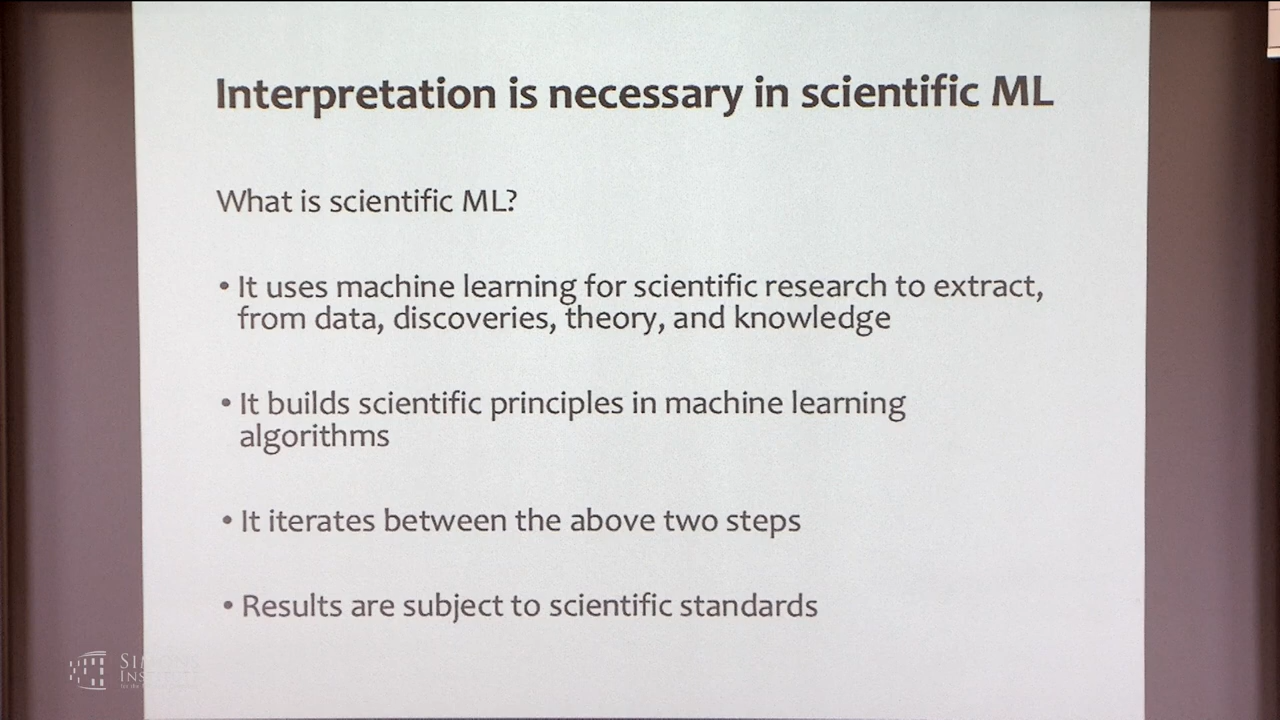 Interpretation is necessary in scientific ML
What is scientific ML?
• It uses machine learning for scientific research to extract,
from data, discoveries, theory, and knowledge
• It builds scientific principles in machine learning
algorithms
• It iterates between the above two steps
• Results are subject to scientific standards